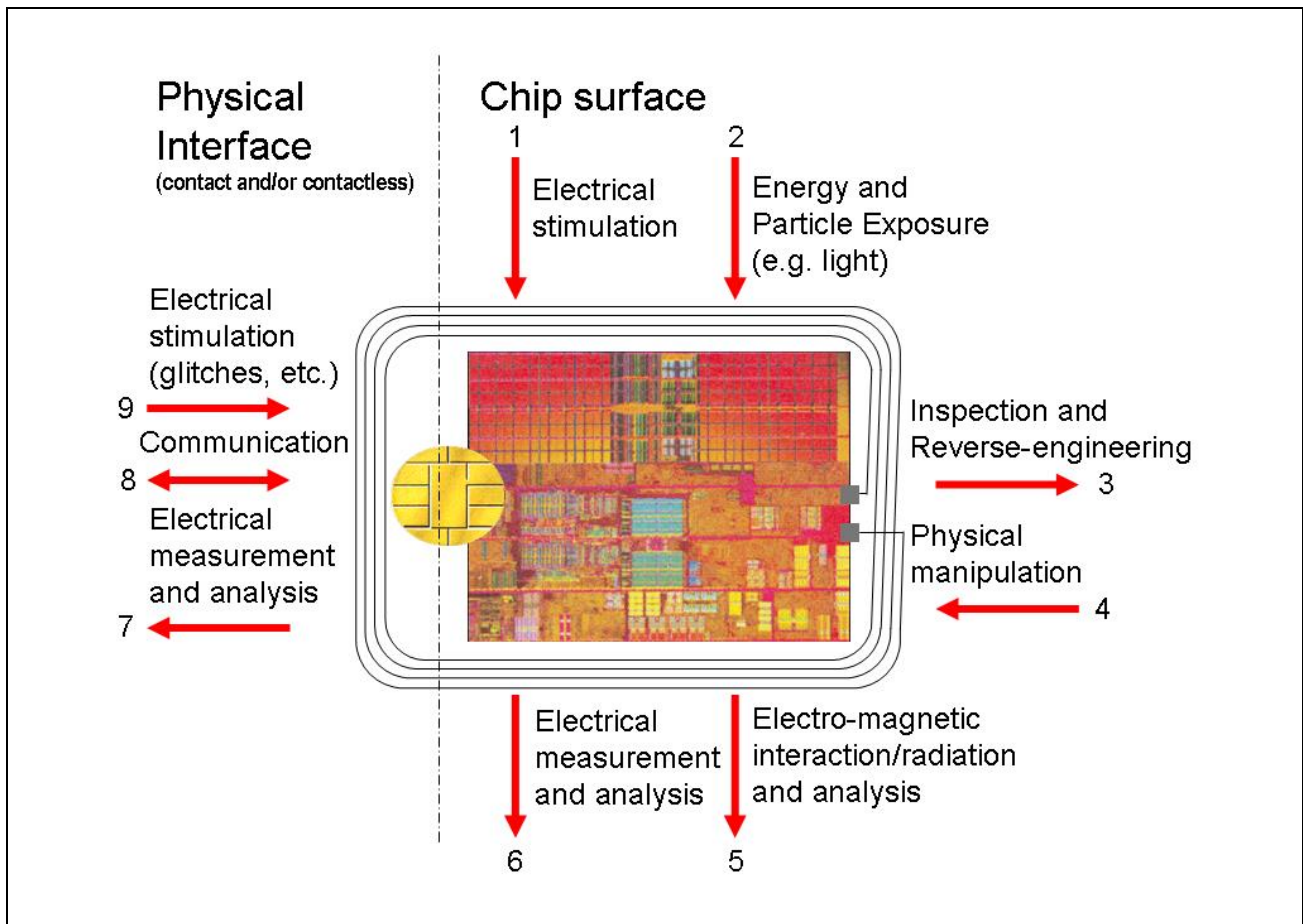 Physical
Interface
(contact and/or contactless)
Chip surface
1
2
Electrical
stimulation
Energy and
Particle Exposure
(e.g. light)
Electrical
stimulation
(glitches, etc.)
9
Communication
8
Electrical
measurement
and analysis
7
Inspection and
Reverse-engineering
3
Physical
manipulation
4
Electrical
measurement
and analysis
6
Electro-magnetic
interaction/radiation
and analysis
5